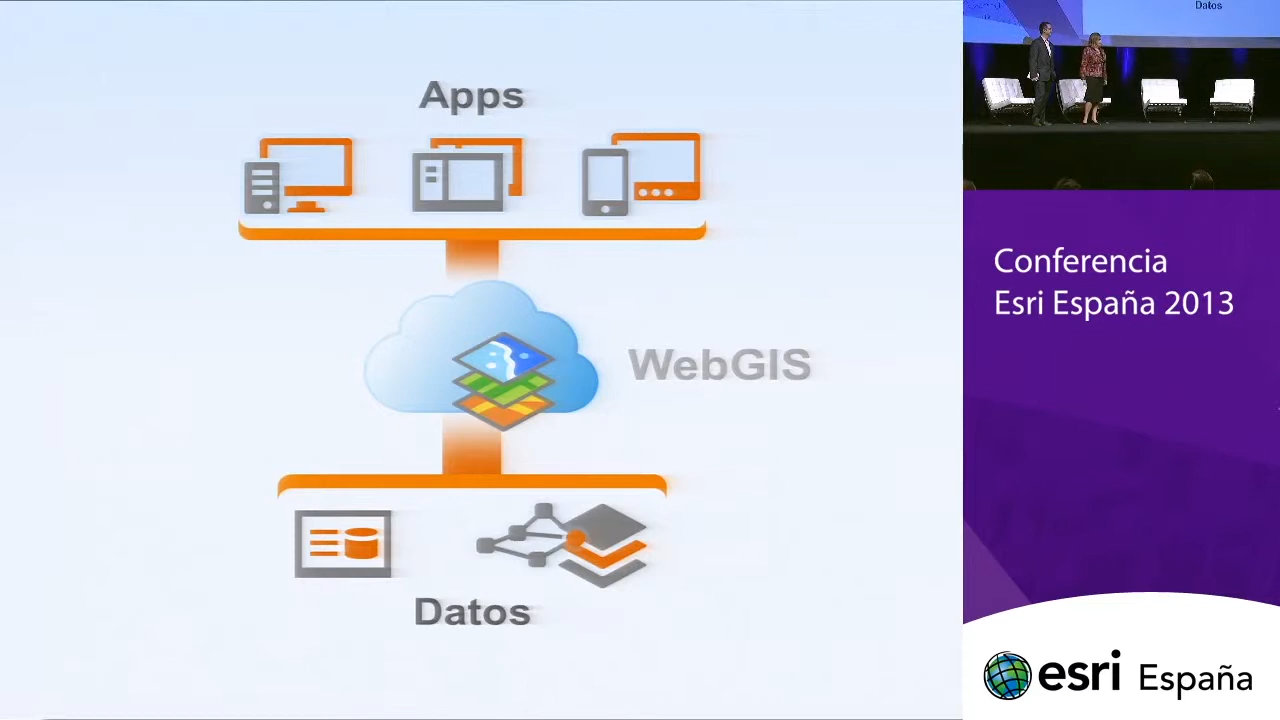 Apps
WebGIS
Datos
Datos
Conferencia
Esri España 2013
esri España